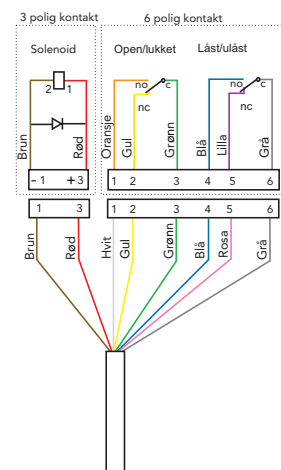 3 polig kontakt
6 polig kontakt
Solenoid
Open/lukket
Låst/ulåst
2 1
no c
nc
no c
nc
Brun
Rød
Oransje
Gul
Grønn
Blå
Lilla
Grå
- 1 +3
1 2 3 4 5 6
1 3
1 2 3 4 5 6
Brun
Rød
Hvit
Gul
Grønn
Blå
Rosa
Grå